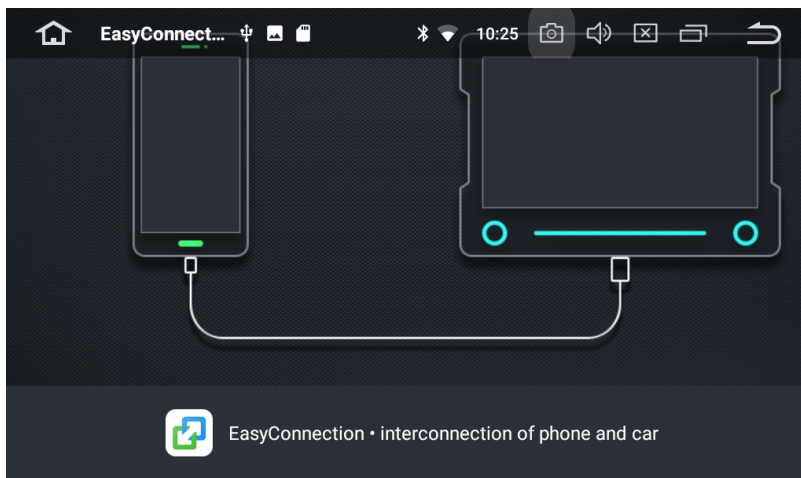 EasyConnect... 10:25
EasyConnection • interconnection of phone and car